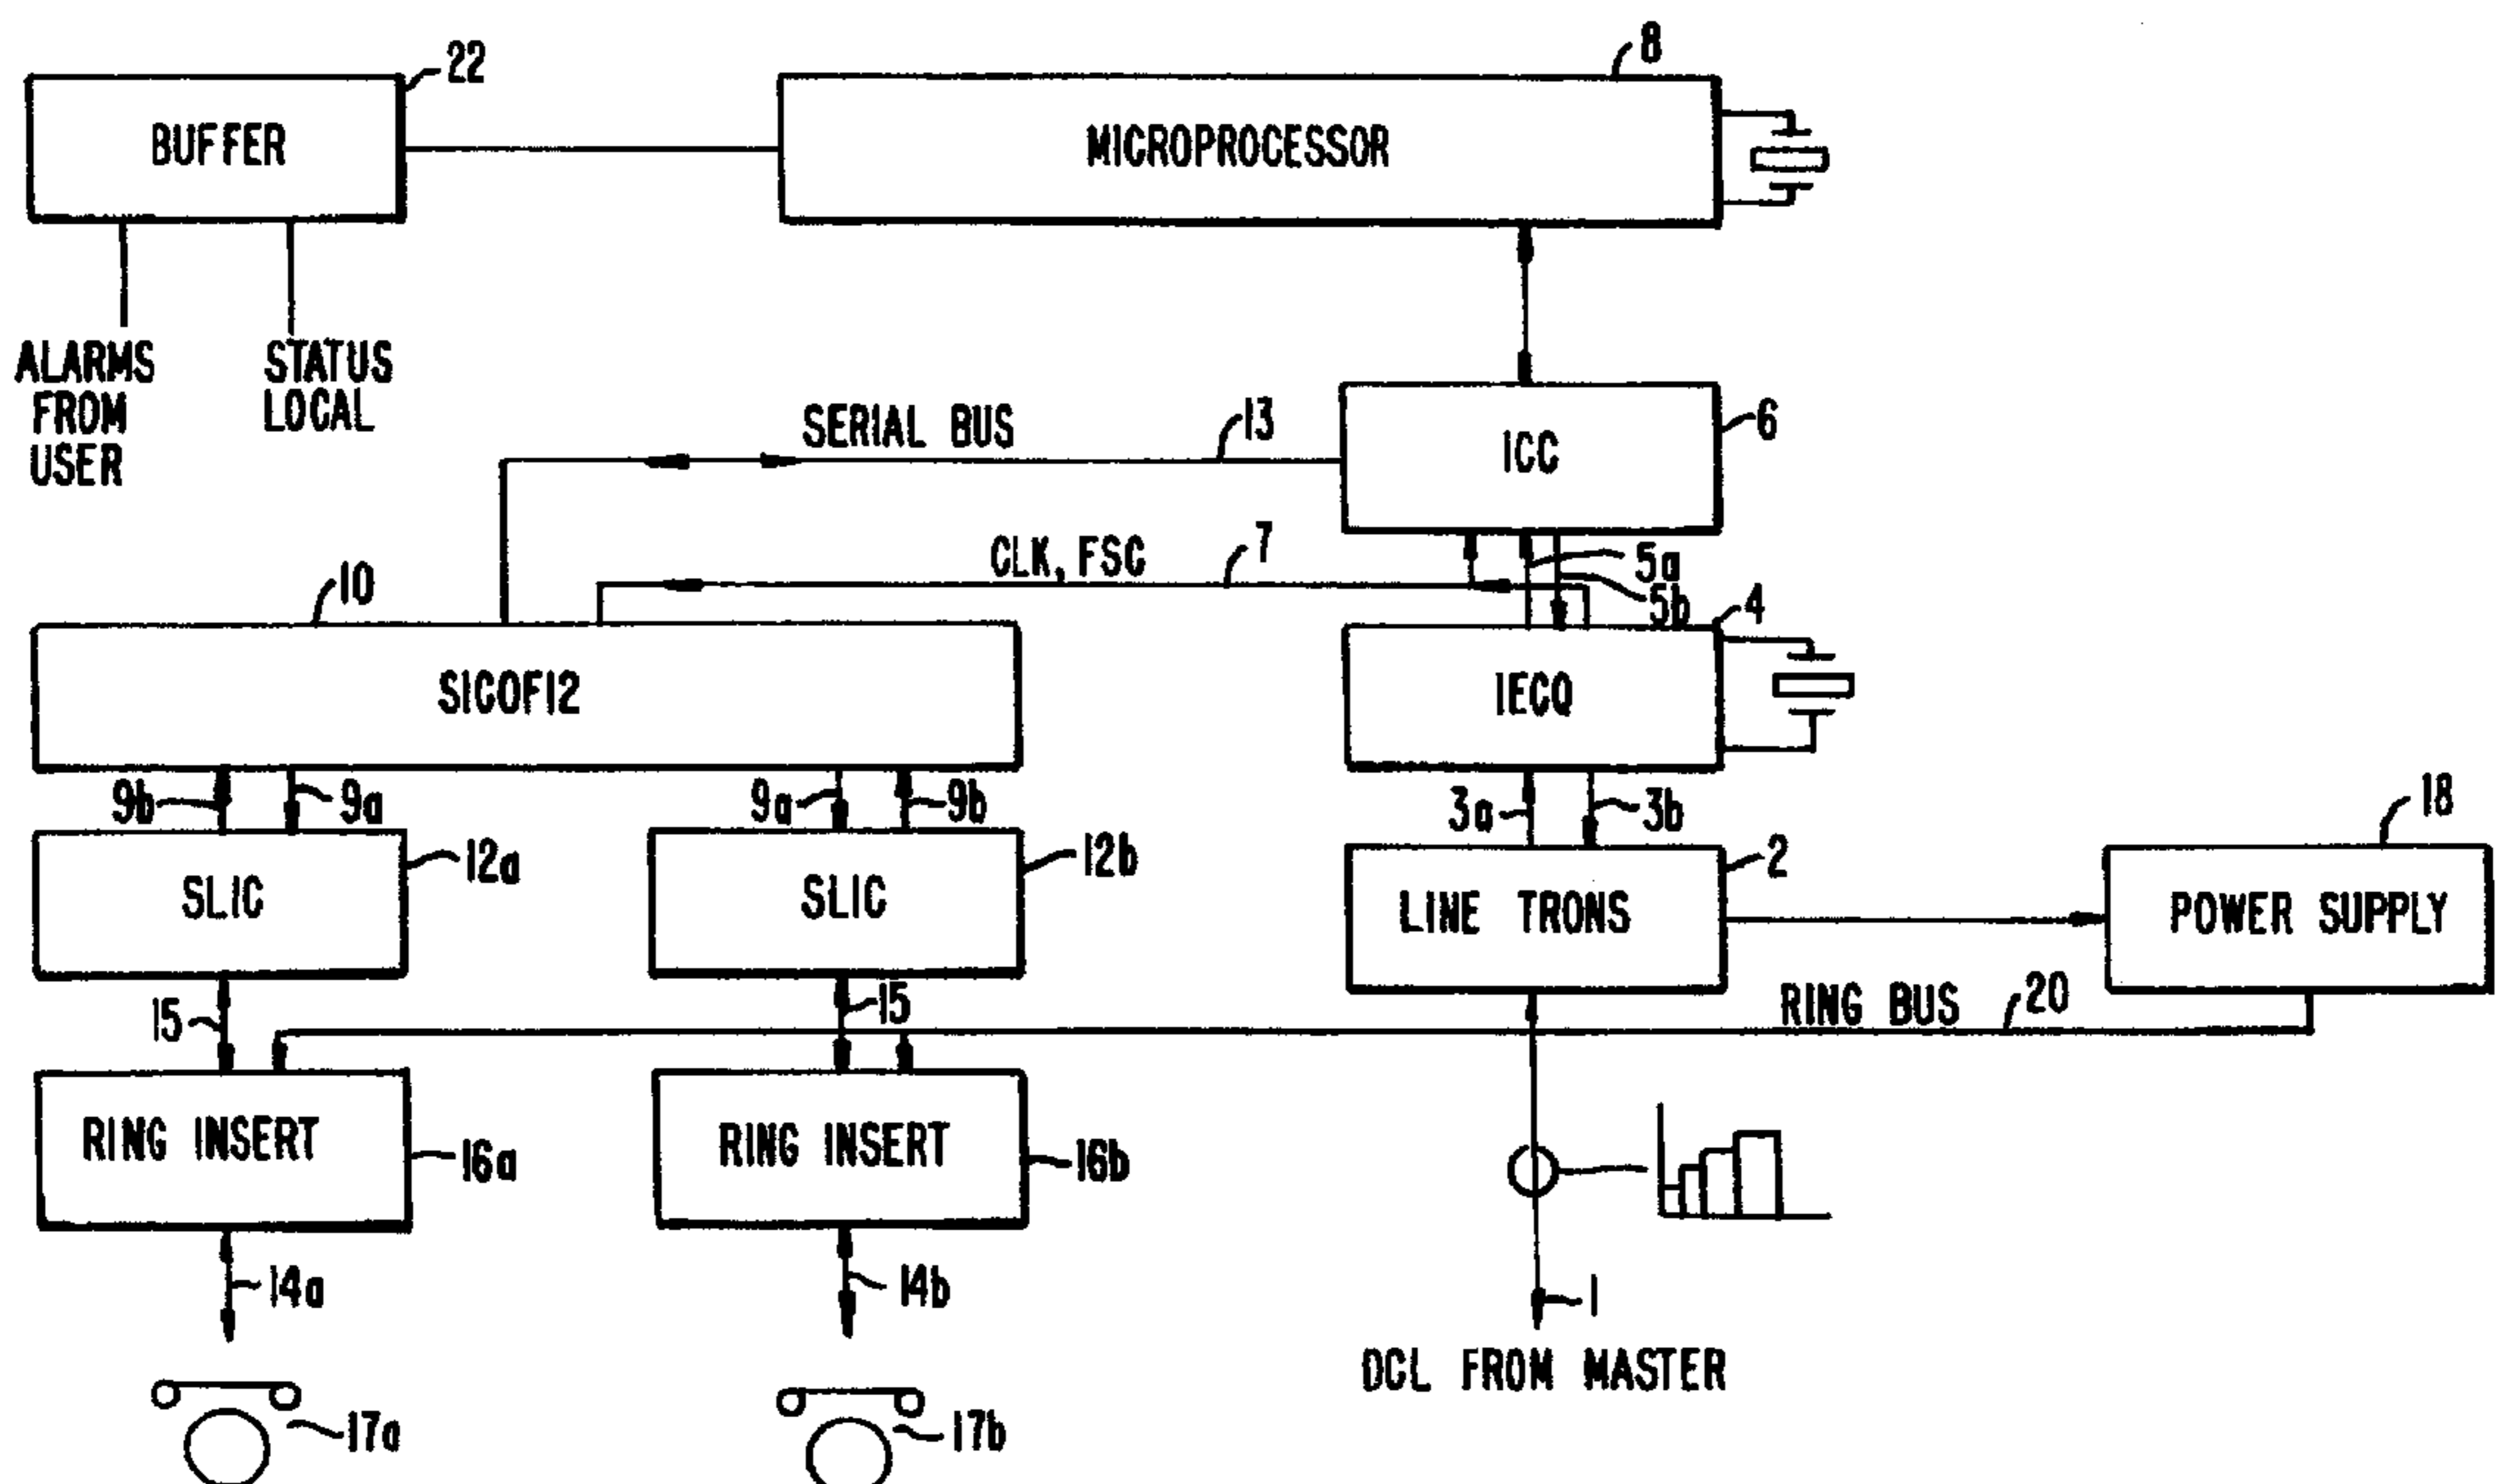 22
8
BUFFER
MICROPROCESSOR
ALARMS
FROM
USER
STATUS
LOCAL
SERIAL BUS
13
ICC
6
CLK, FSC
7
5a
5b
10
4
SICOFI2
IECQ
9b
9a
9a
9b
3a
3b
18
12a
12b
2
SLIC
SLIC
LINE TRONS
POWER SUPPLY
15
15
RING BUS
20
RING INSERT
16a
RING INSERT
16b
14a
14b
1
DCL FROM MASTER
17a
17b